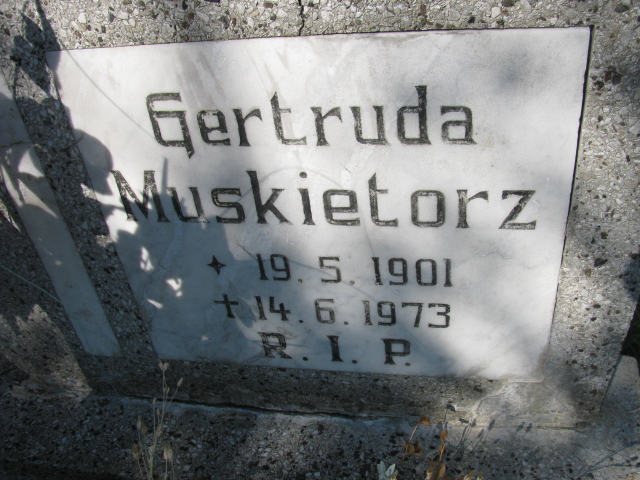 Gertruda
Muskietorz
✦ 19. 5. 1901
✝ 14. 6. 1973
R. I. P.